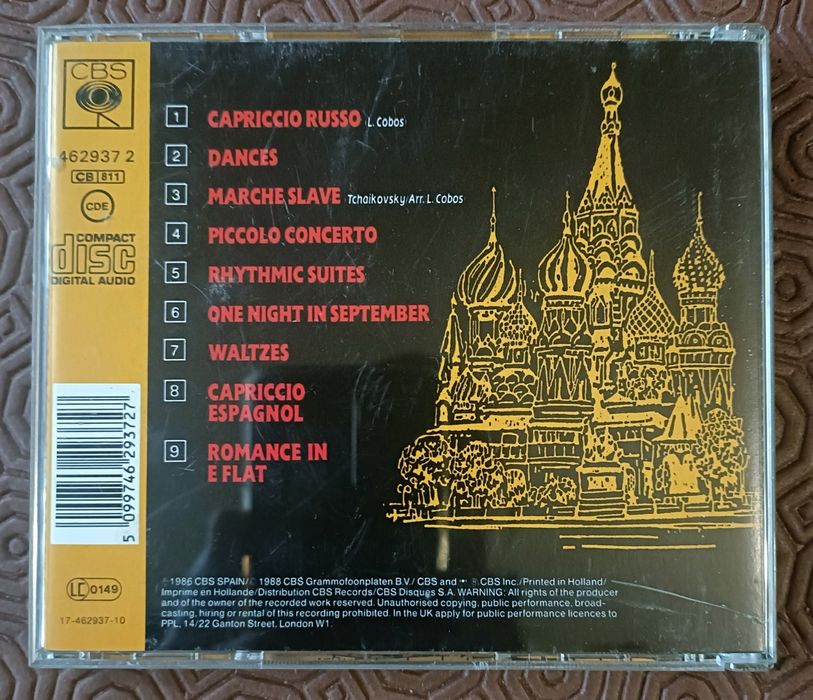 CBS
462937 2
CB 811
CDE
COMPACT
disc
DIGITAL AUDIO
5 099746 293727
LC 0149
17-462937-10
1 CAPRICCIO RUSSO (L. Cobos)
2 DANCES
3 MARCHE SLAVE (Tchaikovsky/Arr. L. Cobos)
4 PICCOLO CONCERTO
5 RHYTHMIC SUITES
6 ONE NIGHT IN SEPTEMBER
7 WALTZES
8 CAPRICCIO
ESPAGNOL
9 ROMANCE IN
E FLAT
1986 CBS SPAIN/© 1988 CBS Grammofoonplaten B.V./ CBS and ® CBS Inc./Printed in Holland/
Imprime en Hollande/Distribution CBS Records/CBS Disques S.A. WARNING: All rights of the producer
and of the owner of the recorded work reserved. Unauthorised copying, public performance, broad-
casting, hiring or rental of this recording prohibited. In the UK apply for public performance licences to
PPL, 14/22 Ganton Street, London W1.